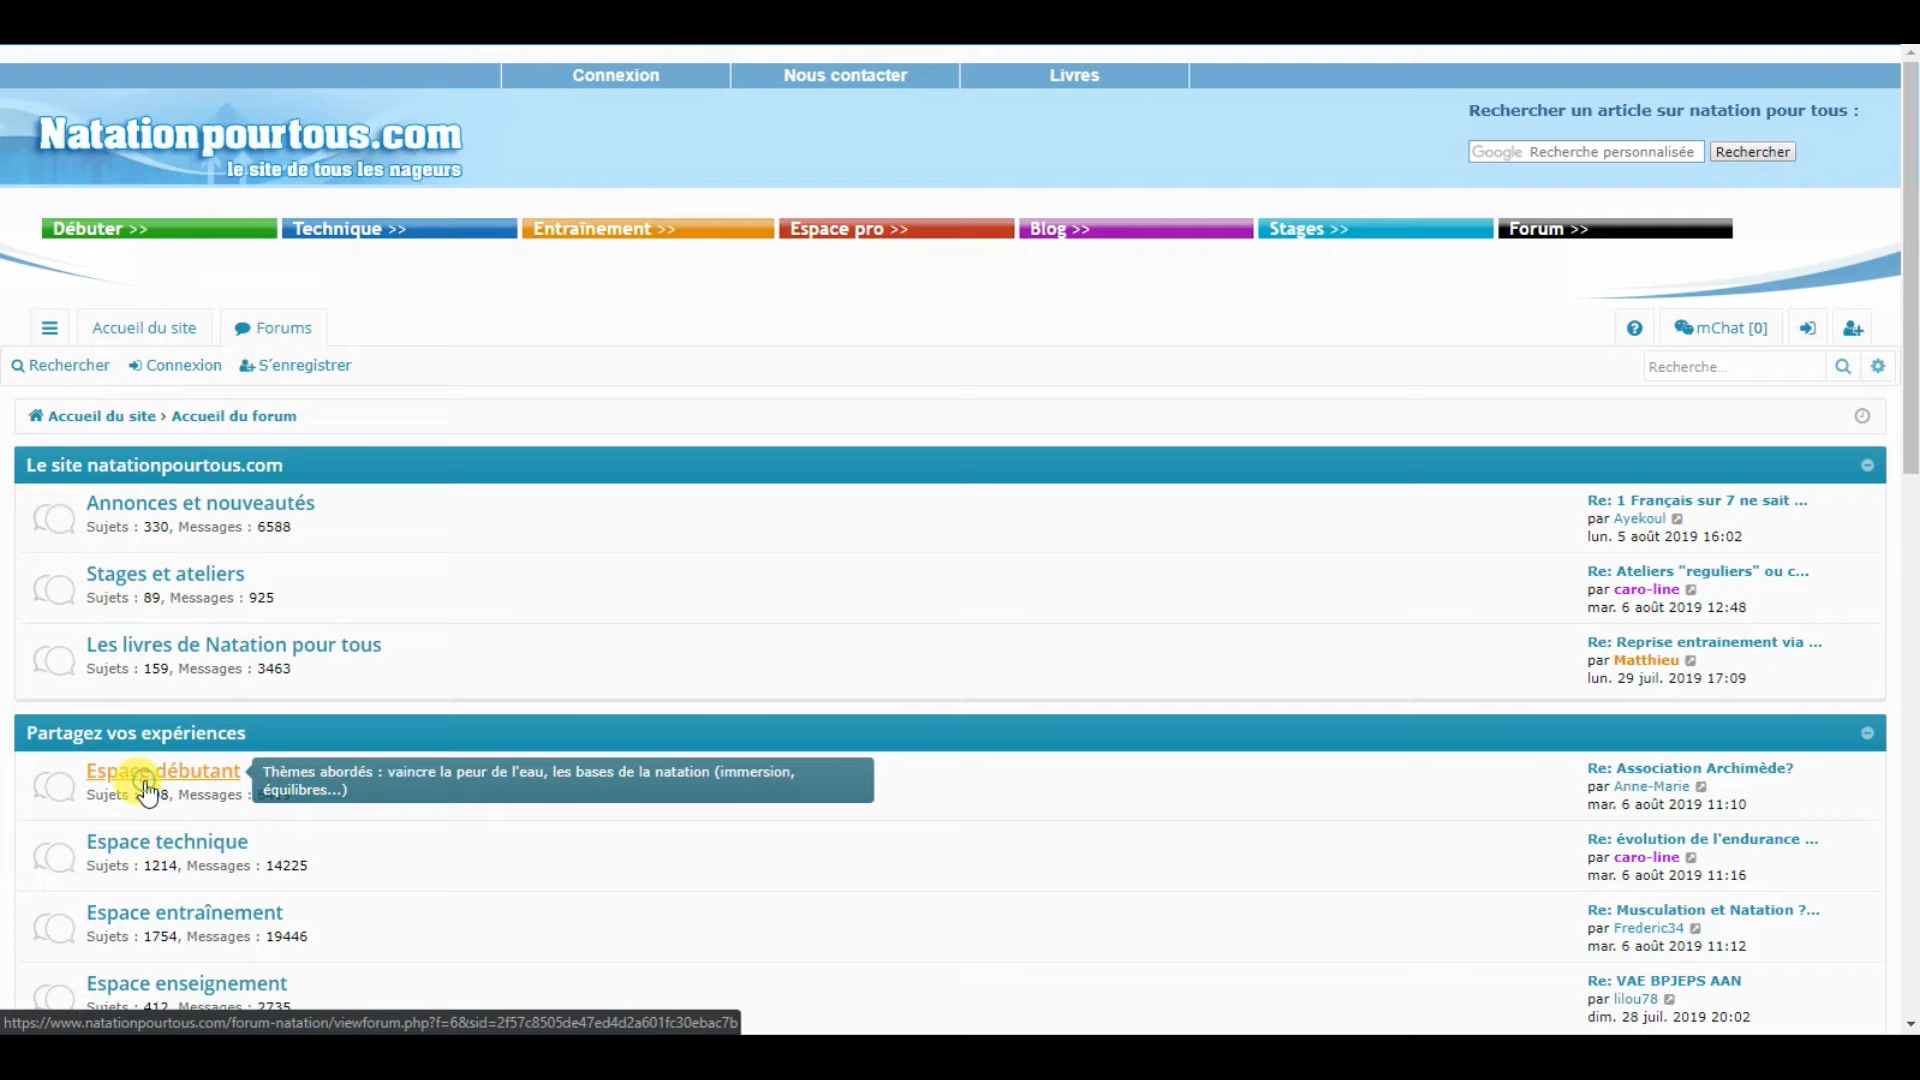 Connexion
Nous contacter
Livres
Natationpourtous.com
le site de tous les nageurs
Rechercher un article sur natation pour tous :
Google Recherche personnalisée
Rechercher
Débuter >>
Technique >>
Entraînement >>
Espace pro >>
Blog >>
Stages >>
Forum >>
Accueil du site
Forums
mChat [0]
Rechercher
Connexion
S'enregistrer
Recherche...
Accueil du site › Accueil du forum
Le site natationpourtous.com
Annonces et nouveautés
Sujets : 330, Messages : 6588
Re: 1 Français sur 7 ne sait ...
par Ayekoul
lun. 5 août 2019 16:02
Stages et ateliers
Sujets : 89, Messages : 925
Re: Ateliers "reguliers" ou c...
par caro-line
mar. 6 août 2019 12:48
Les livres de Natation pour tous
Sujets : 159, Messages : 3463
Re: Reprise entrainement via ...
par Matthieu
lun. 29 juil. 2019 17:09
Partagez vos expériences
Espace débutant
Sujets : Messages :
Thèmes abordés : vaincre la peur de l'eau, les bases de la natation (immersion,
équilibres...)
Re: Association Archimède?
par Anne-Marie
mar. 6 août 2019 11:10
Espace technique
Sujets : 1214, Messages : 14225
Re: évolution de l'endurance ...
par caro-line
mar. 6 août 2019 11:16
Espace entraînement
Sujets : 1754, Messages : 19446
Re: Musculation et Natation ?...
par Frederic34
mar. 6 août 2019 11:12
Espace enseignement
Sujets : 412, Messages : 2735
Re: VAE BPJEPS AAN
par lilou78
dim. 28 juil. 2019 20:02
https://www.natationpourtous.com/forum-natation/viewforum.php?f=6&sid=2f57c8505de47ed4d2a601fc30ebac7b